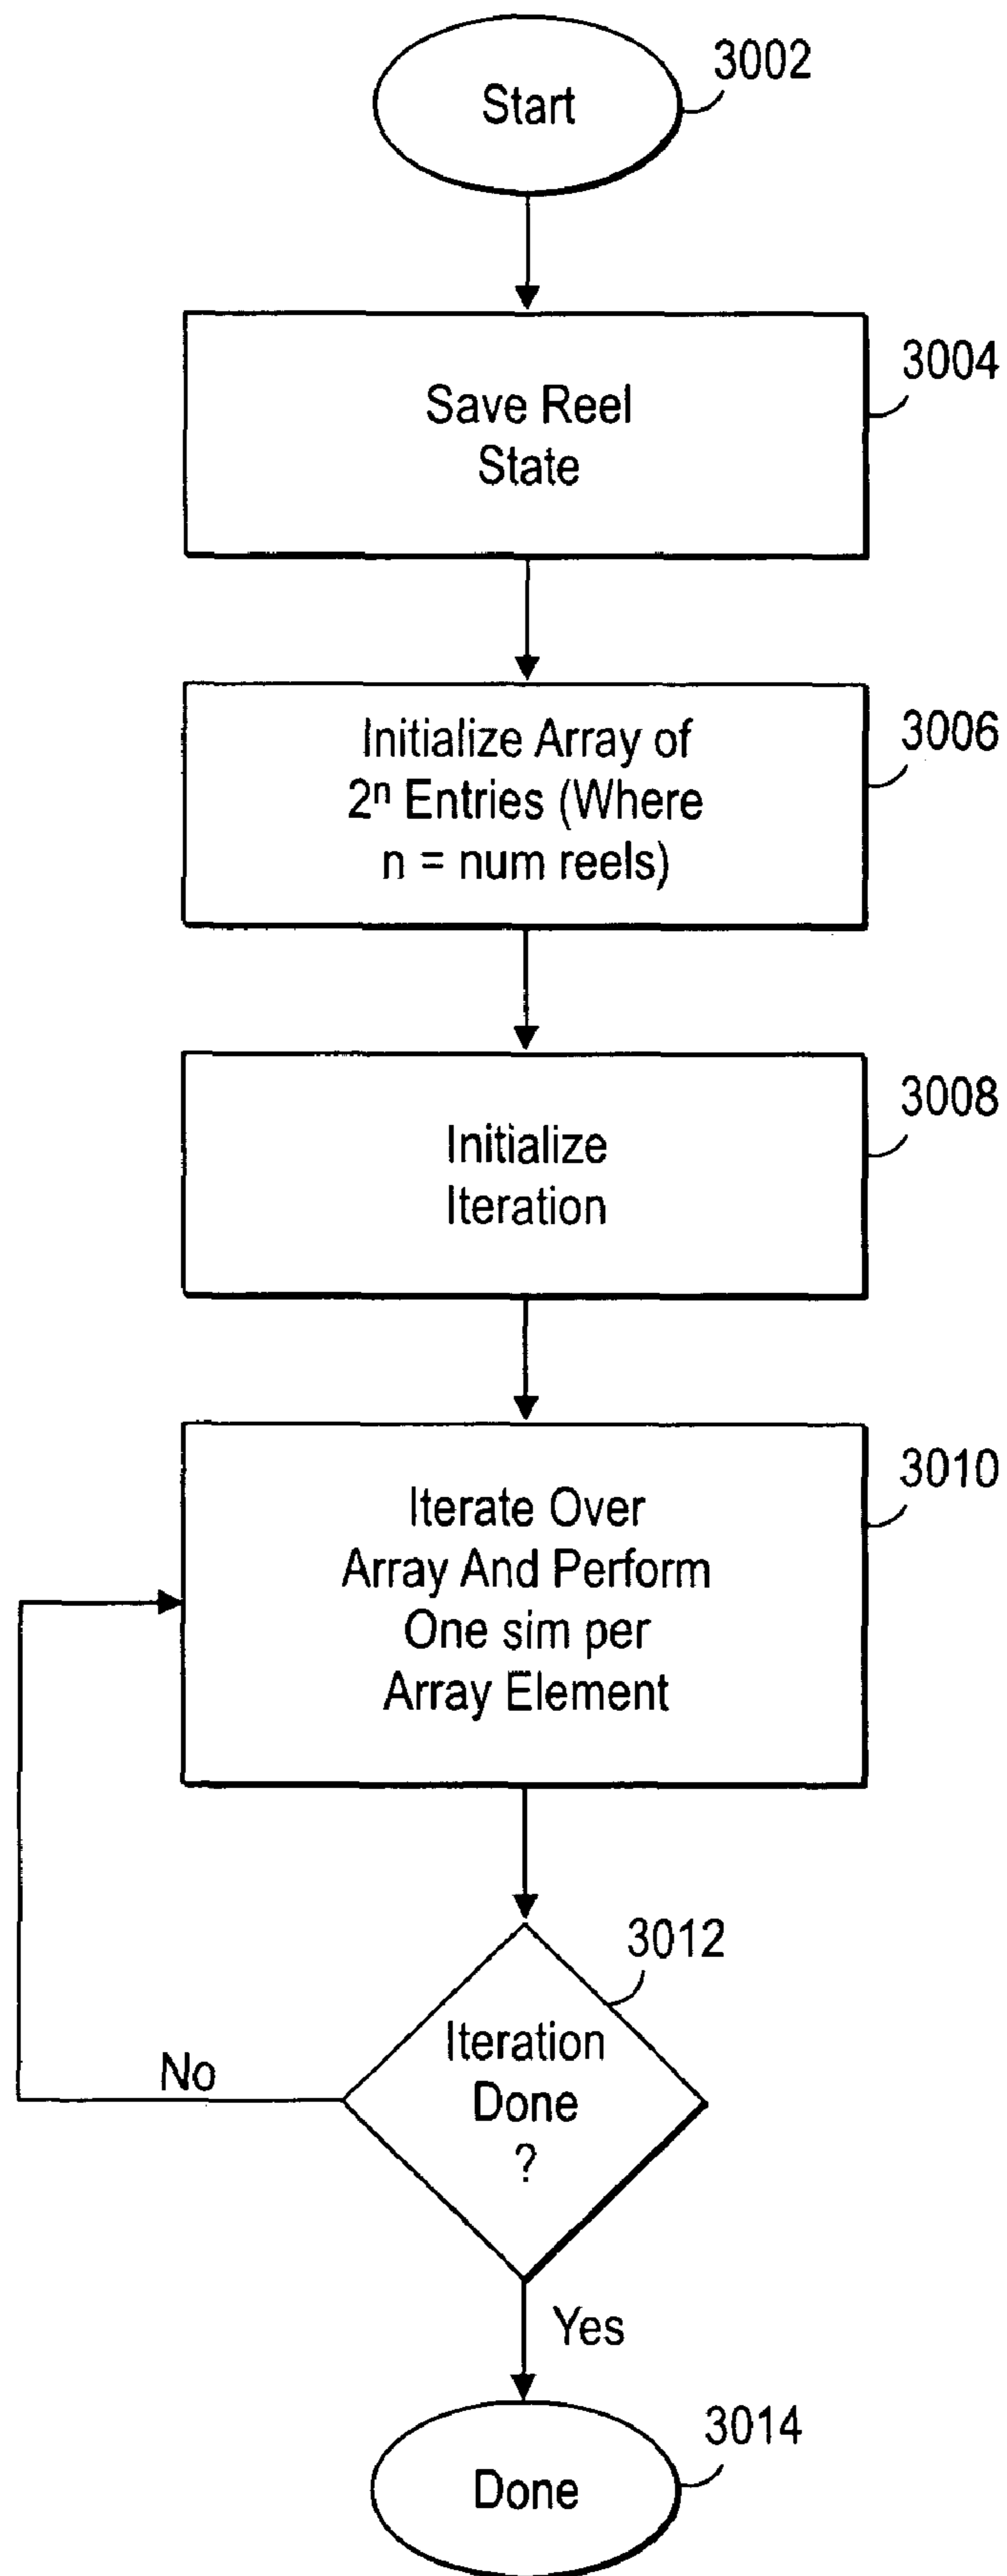 Start
3002
Save Reel
State
3004
Initialize Array of
2ⁿ Entries (Where
n = num reels)
3006
Initialize
Iteration
3008
Iterate Over
Array And Perform
One sim per
Array Element
3010
Iteration
Done
?
3012
No
Yes
Done
3014